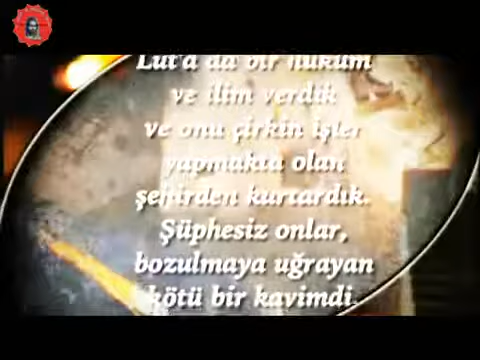 Lut'a da bir hüküm
ve ilim verdik
ve onu çirkin işler
yapmakta olan
şehirden kurtardık.
Şüphesiz onlar,
bozulmaya uğrayan
kötü bir kavimdi.